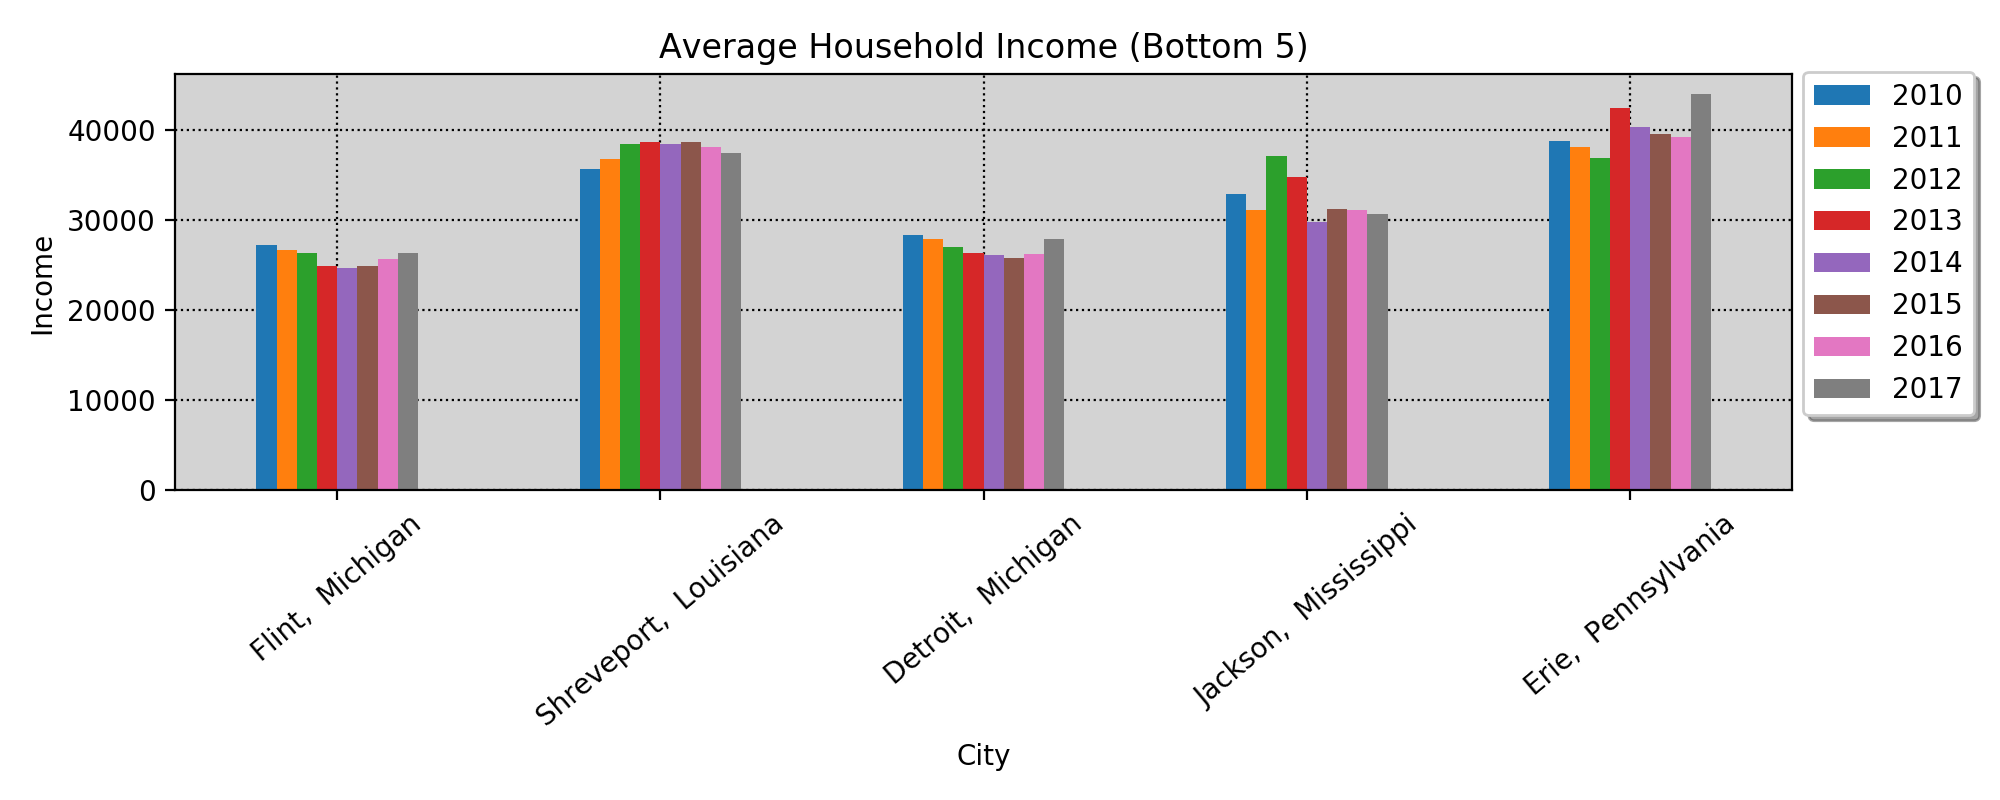 Average Household Income (Bottom 5)
Income
40000
30000
20000
10000
0
Flint,  Michigan
Shreveport,  Louisiana
Detroit,  Michigan
Jackson,  Mississippi
Erie,  Pennsylvania
City
2010
2011
2012
2013
2014
2015
2016
2017